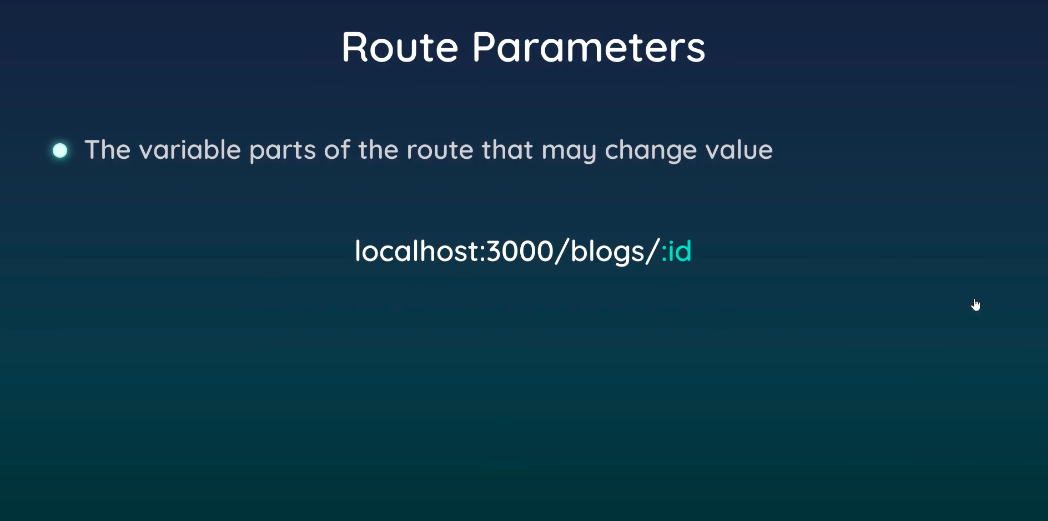 Route Parameters
The variable parts of the route that may change value
localhost:3000/blogs/:id